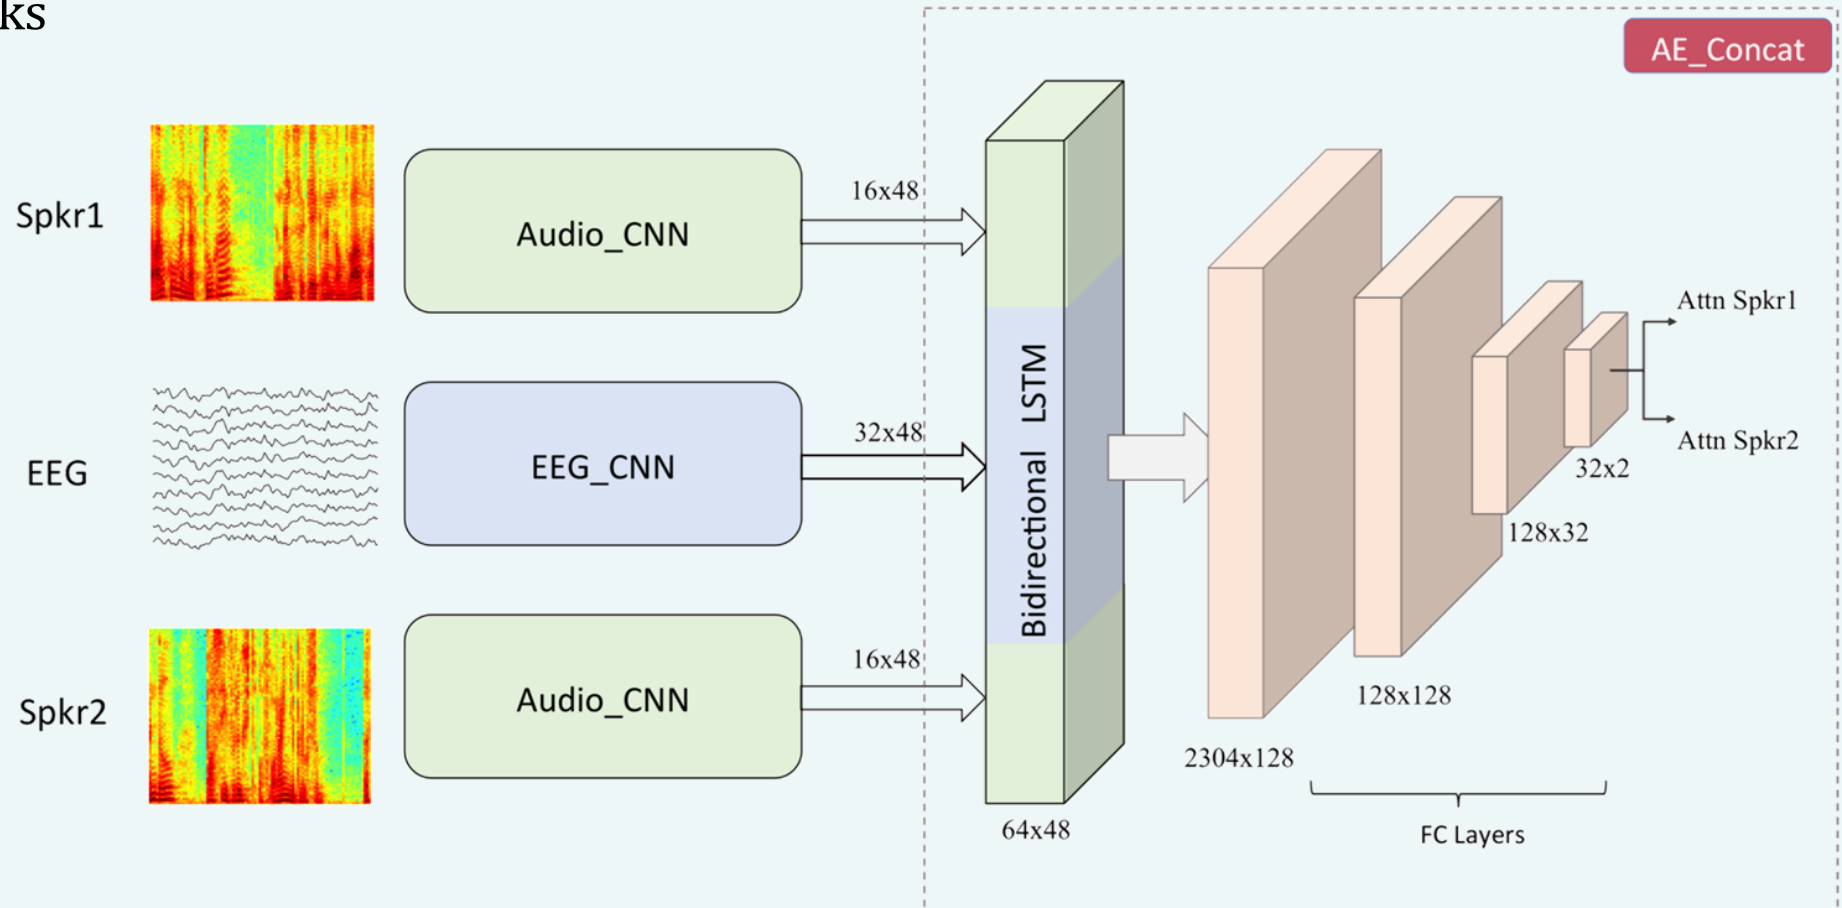 ks
AE_Concat
Spkr1
Audio_CNN
16x48
EEG
EEG_CNN
32x48
Spkr2
Audio_CNN
16x48
Bidirectional LSTM
64x48
2304x128
128x128
128x32
32x2
FC Layers
Attn Spkr1
Attn Spkr2